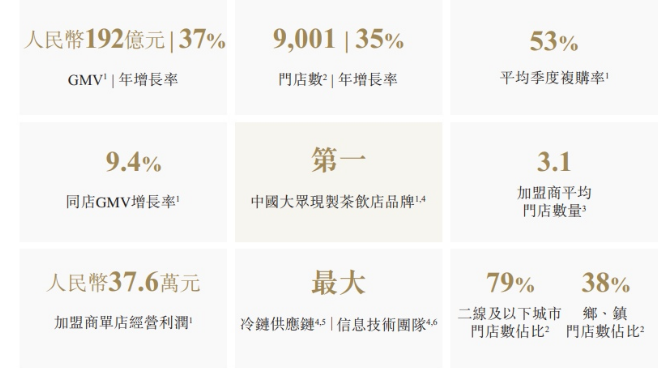 人民幣192億元 | 37%
GMV¹ | 年增長率
9,001 | 35%
門店數² | 年增長率
53%
平均季度複購率¹
9.4%
同店GMV增長率¹
第一
中國大眾現製茶飲店品牌¹,⁴
3.1
加盟商平均
門店數量³
人民幣37.6萬元
加盟商單店經營利潤¹
最大
冷鏈供應鏈⁴,⁵ | 信息技術團隊⁴,⁶
79%
二線及以下城市
門店數佔比²
38%
鄉、鎮
門店數佔比²